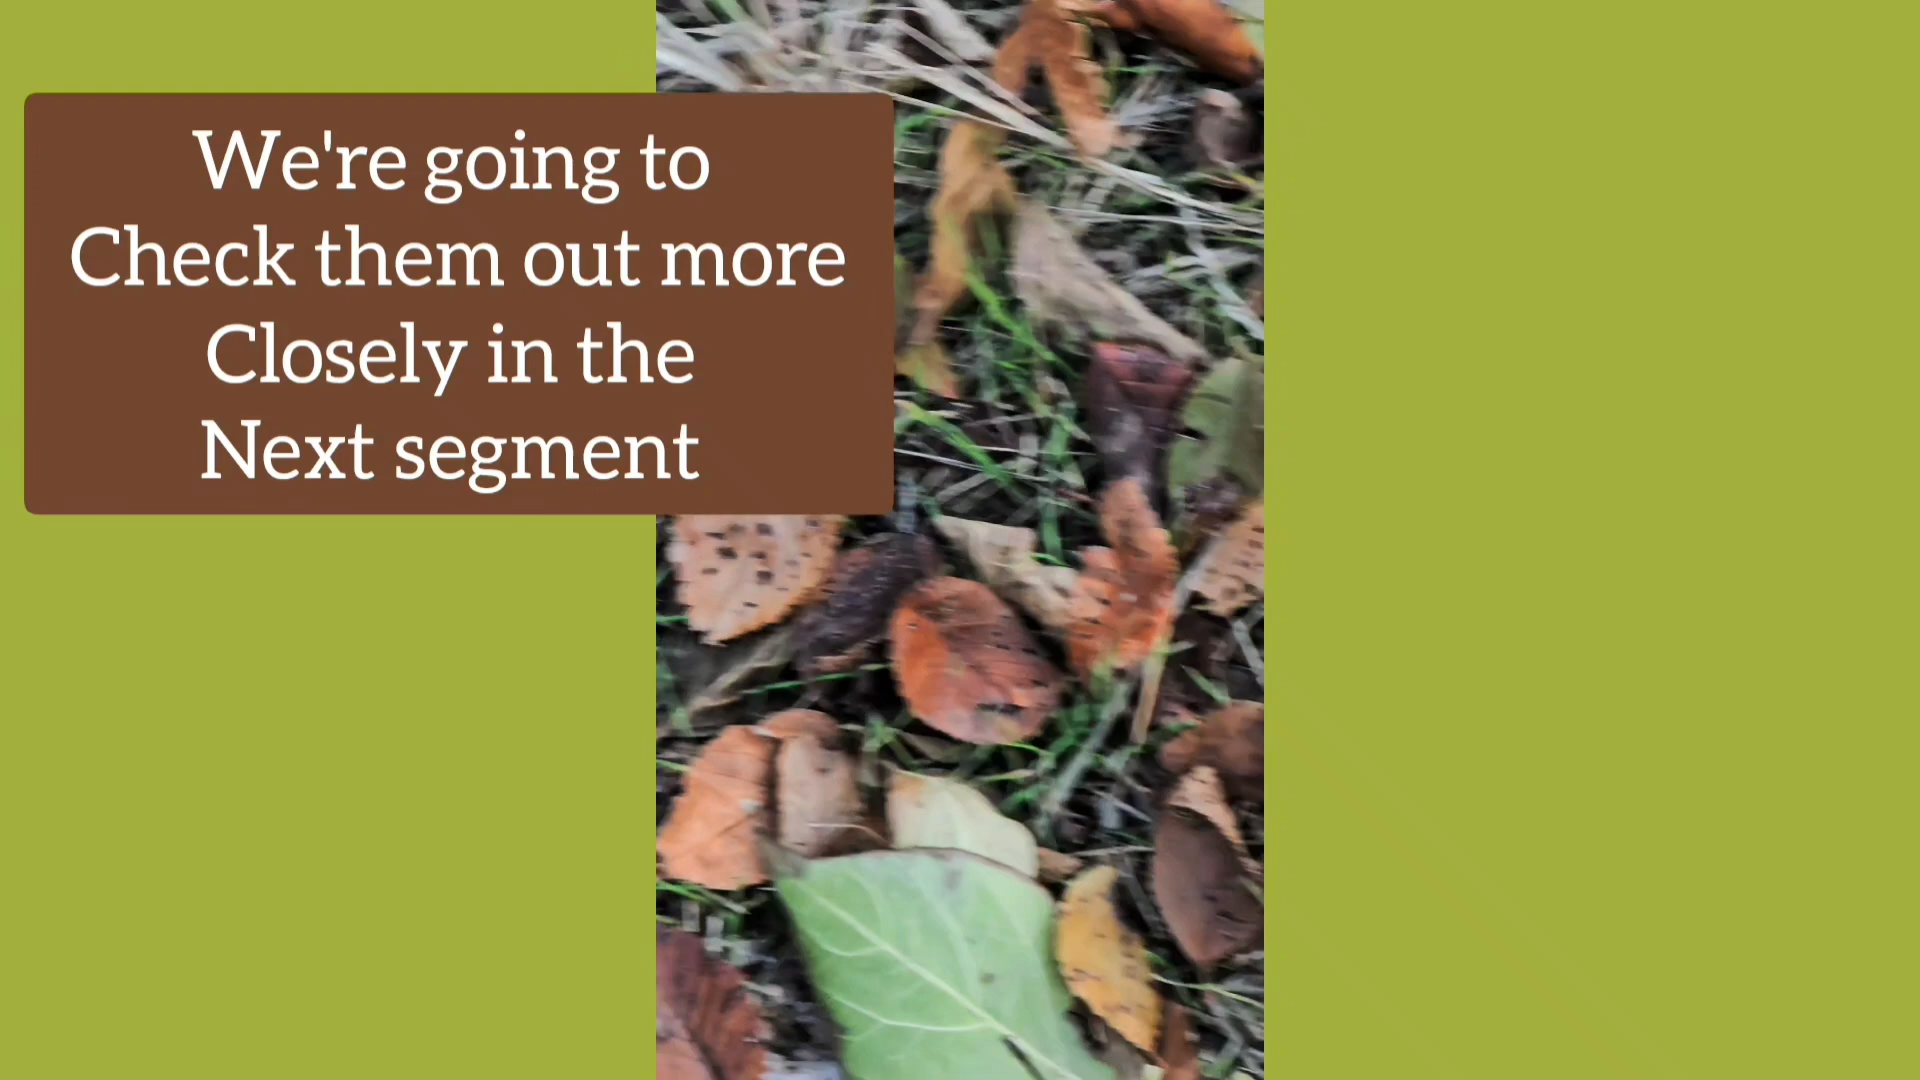 We're going to
Check them out more
Closely in the
Next segment